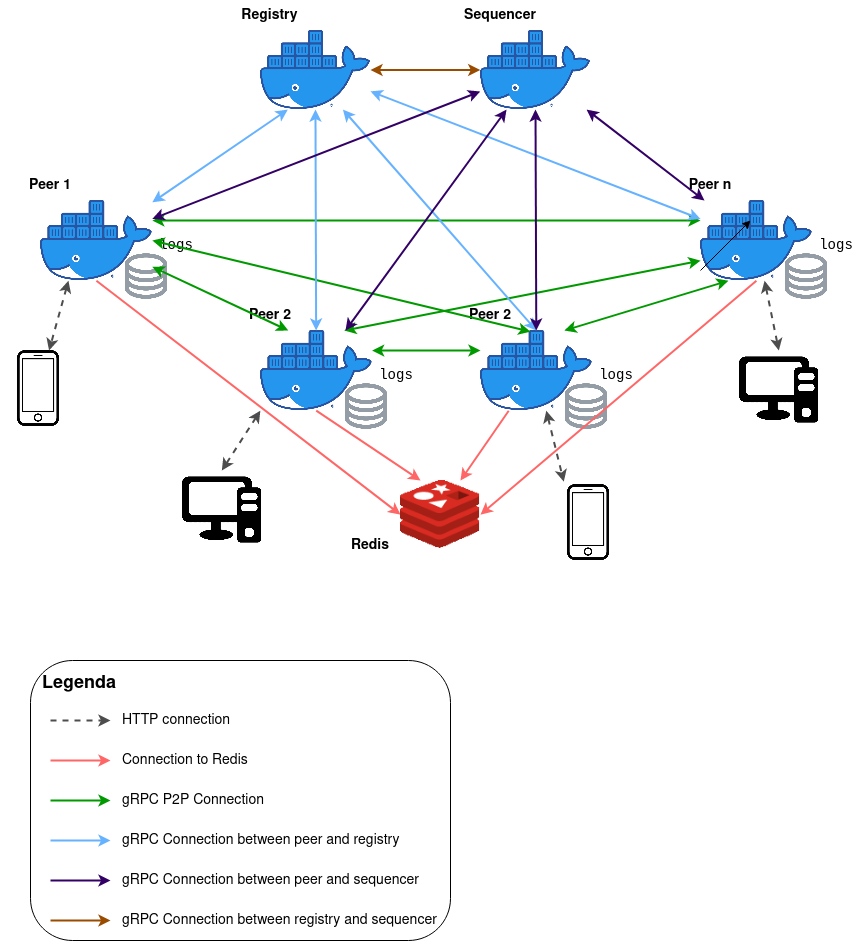 Registry
Sequencer
Peer 1
Peer n
logs
logs
Peer 2
Peer 2
logs
logs
Redis
Legenda
HTTP connection
Connection to Redis
gRPC P2P Connection
gRPC Connection between peer and registry
gRPC Connection between peer and sequencer
gRPC Connection between registry and sequencer